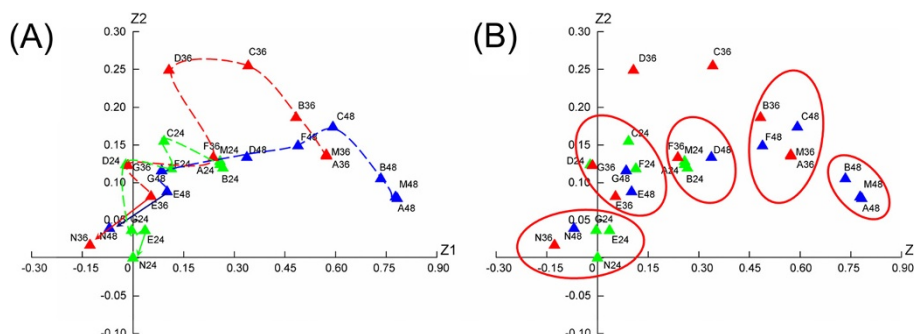 (A)
Z2
0.30
0.25
0.20
0.15
0.10
0.05
-0.05
-0.10
-0.30
-0.15
0
0.15
0.30
0.45
0.60
0.75
0.90
Z1
D36
C36
B36
C48
C24
F36
M24
D48
F48
M36
A36
D24
G36
F24
A24
B24
G48
E48
E36
B48
M48
A48
N36
N48
G24
E24
N24
(B)
Z2
0.30
0.25
0.20
0.15
0.10
0.05
-0.05
-0.10
-0.30
-0.15
0
0.15
0.30
0.45
0.60
0.75
0.90
Z
D36
C36
B36
C48
C24
F36
M24
D48
F48
M36
A36
D24
G36
F24
A24
B24
G48
E48
E36
B48
M48
A48
N36
N48
G24
E24
N24